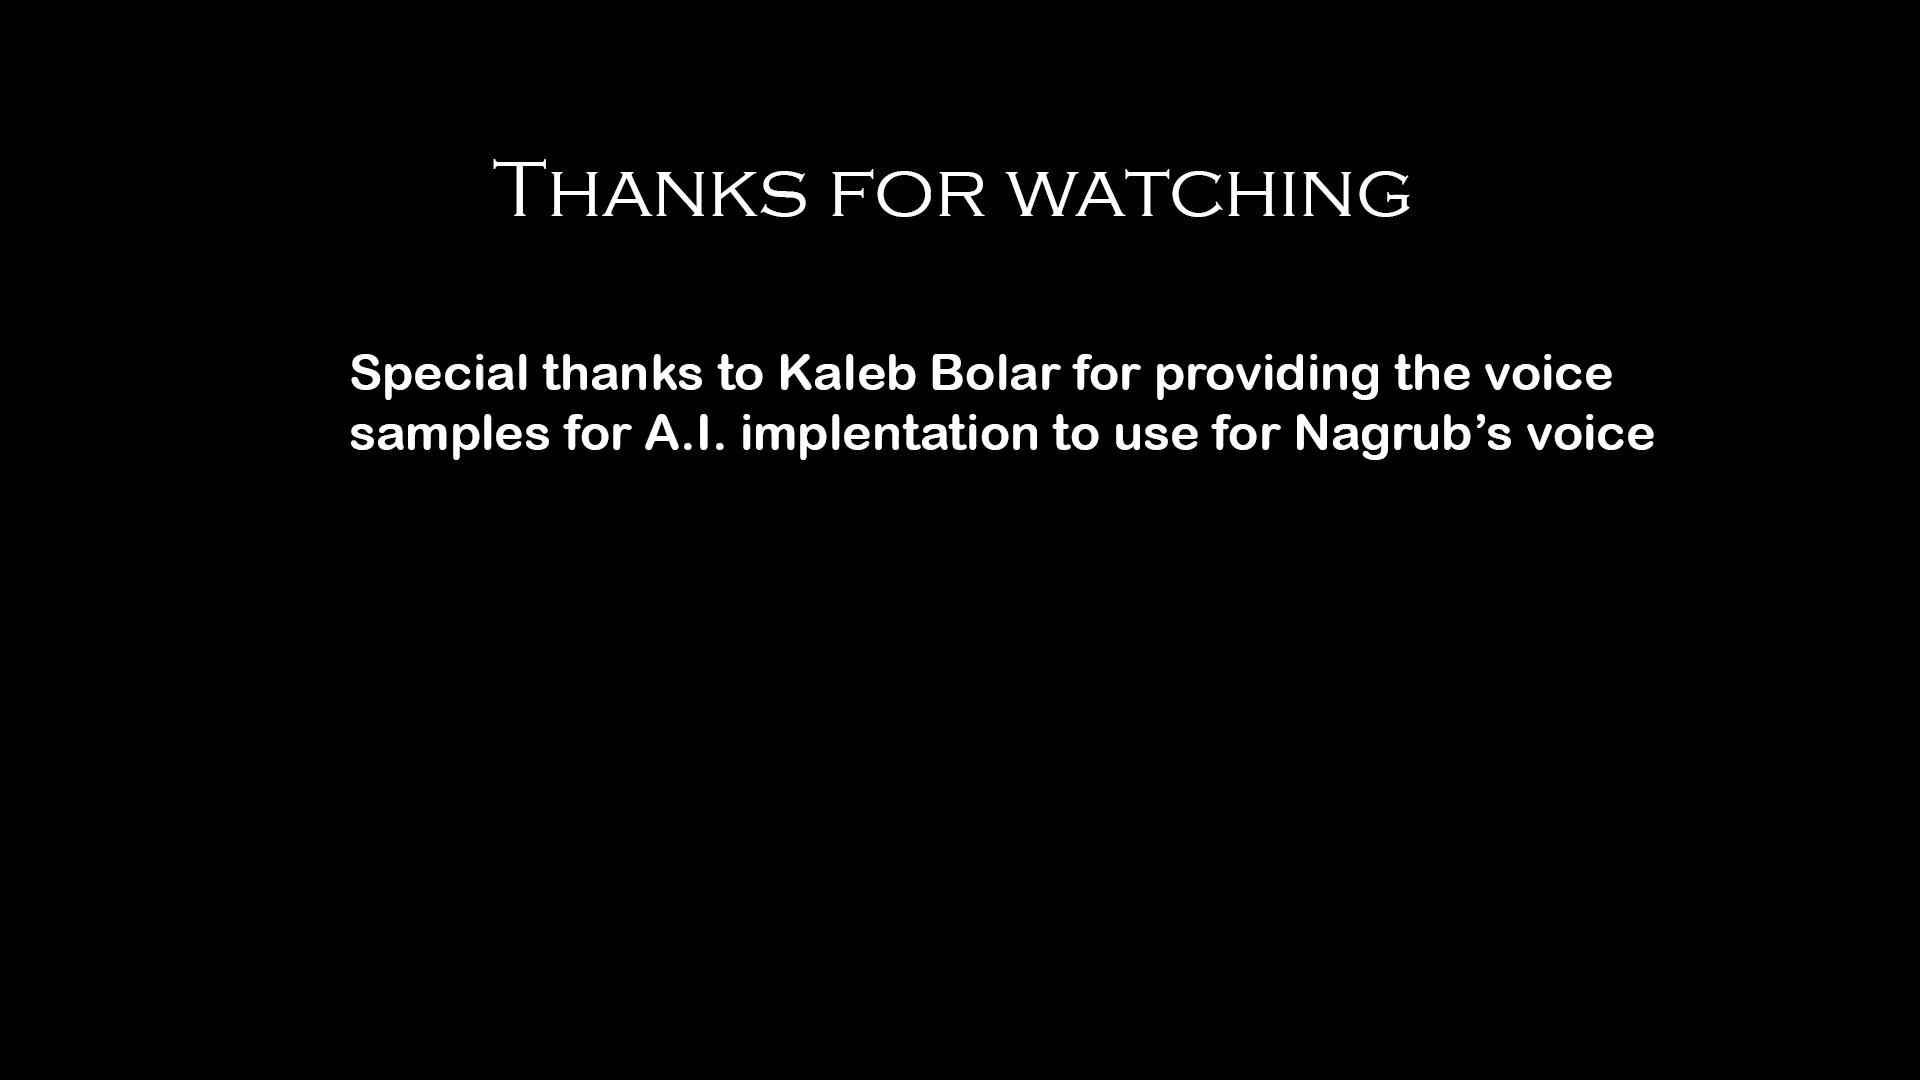 Thanks for watching
Special thanks to Kaleb Bolar for providing the voice
samples for A.I. implentation to use for Nagrub’s voice